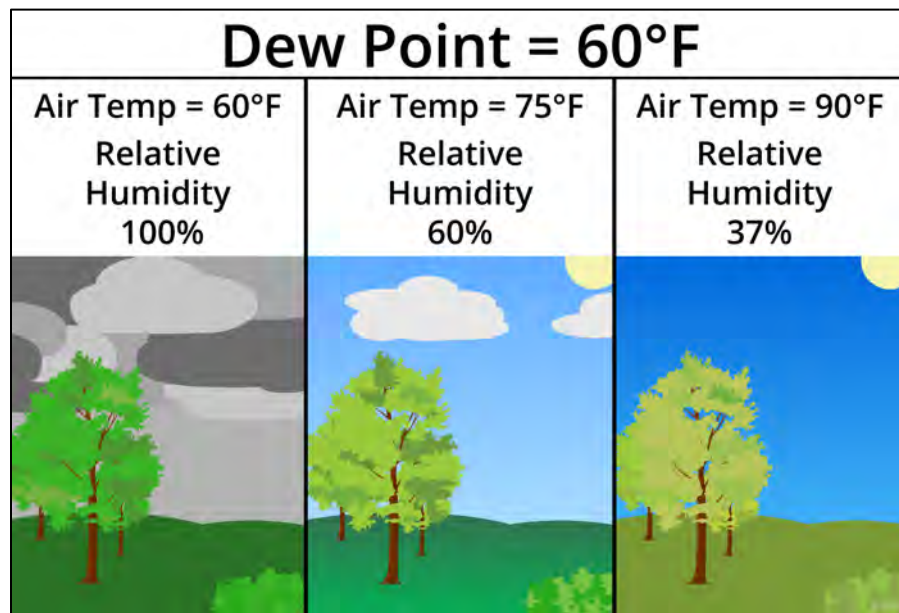 Dew Point = 60°F
Air Temp = 60°F
Relative
Humidity
100%
Air Temp = 75°F
Relative
Humidity
60%
Air Temp = 90°F
Relative
Humidity
37%